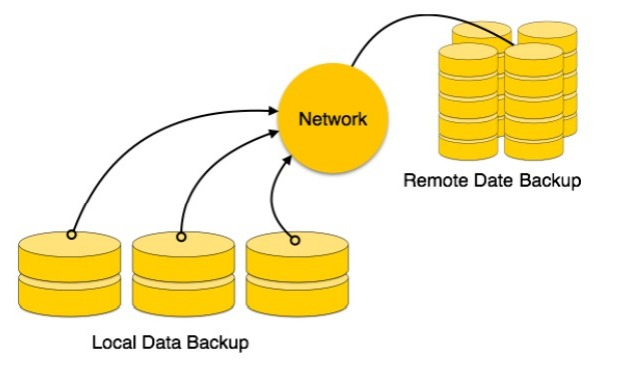 Network
Remote Date Backup
Local Data Backup